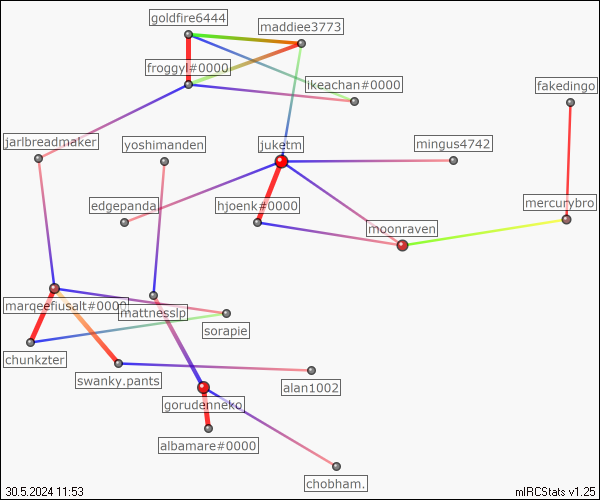 goldfire6444
maddiee3773
froggyl#0000
ikeachan#0000
fakedingo
jarlbreadmaker
yoshimanden
juketm
mingus4742
edgepanda
hjoenk#0000
mercurybro
moonraven
marqeefiusalt#0000
mattnesslp
sorapie
chunkzter
swanky.pants
alan1002
gorudenneko
albamare#0000
chobham.
30.5.2024 11:53
mIRCStats v1.25